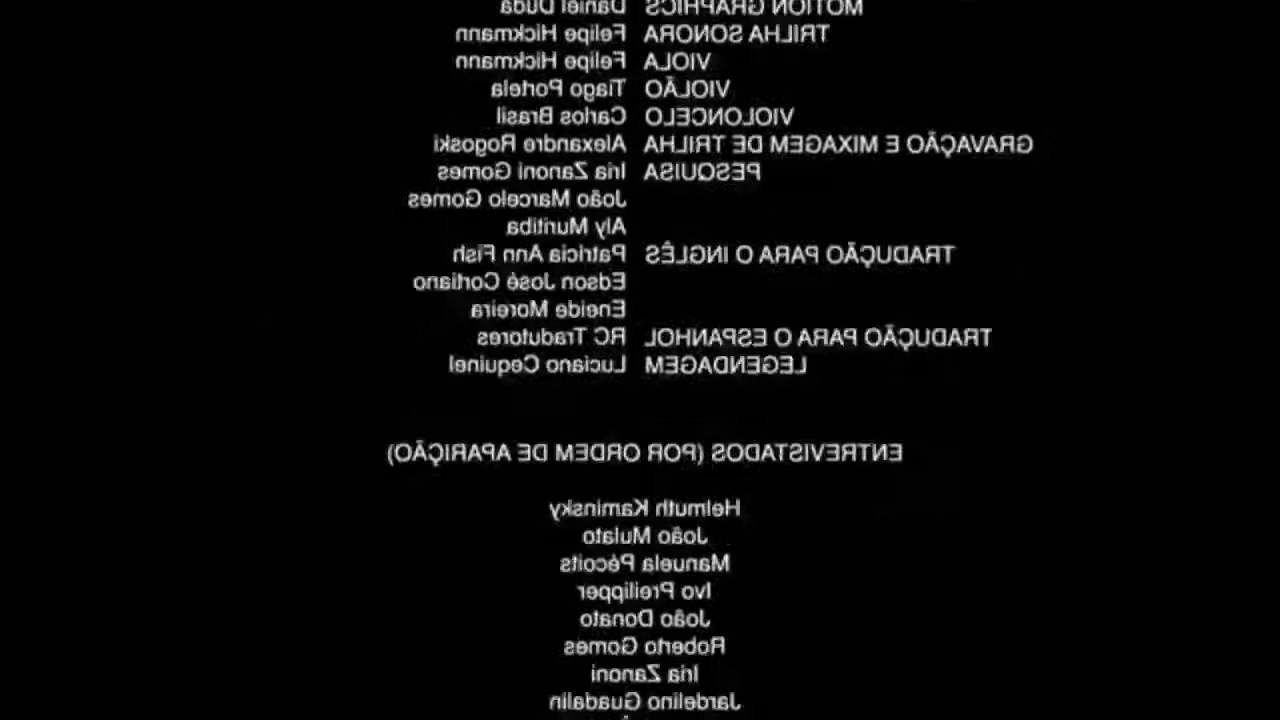 MOTION GRAPHICS Daniel Duda
TRILHA SONORA Felipe Hickmann
VIOLA Felipe Hickmann
VIOLÃO Tiago Portela
VIOLONCELO Carlos Brasil
GRAVAÇÃO E MIXAGEM DE TRILHA Alexandre Rogoski
PESQUISA Iria Zanoni Gomes
João Marcelo Gomes
Aly Muritiba
TRADUÇÃO PARA O INGLÊS Patricia Ann Fish
Edson José Cortiano
Eneide Moreira
TRADUÇÃO PARA O ESPANHOL RC Tradutores
LEGENDAGEM Luciano Cequinel
ENTREVISTADOS (POR ORDEM DE APARIÇÃO)
Helmuth Kaminsky
João Mulato
Manuela Pécoits
Ivo Preilipper
João Donato
Roberto Gomes
Iria Zanoni
Jardelino Guadalin